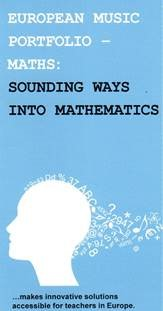 EUROPEAN MUSIC
PORTFOLIO –
MATHS:
SOUNDING WAYS
INTO MATHEMATICS
...makes innovative solutions
accessible for teachers in Europe.